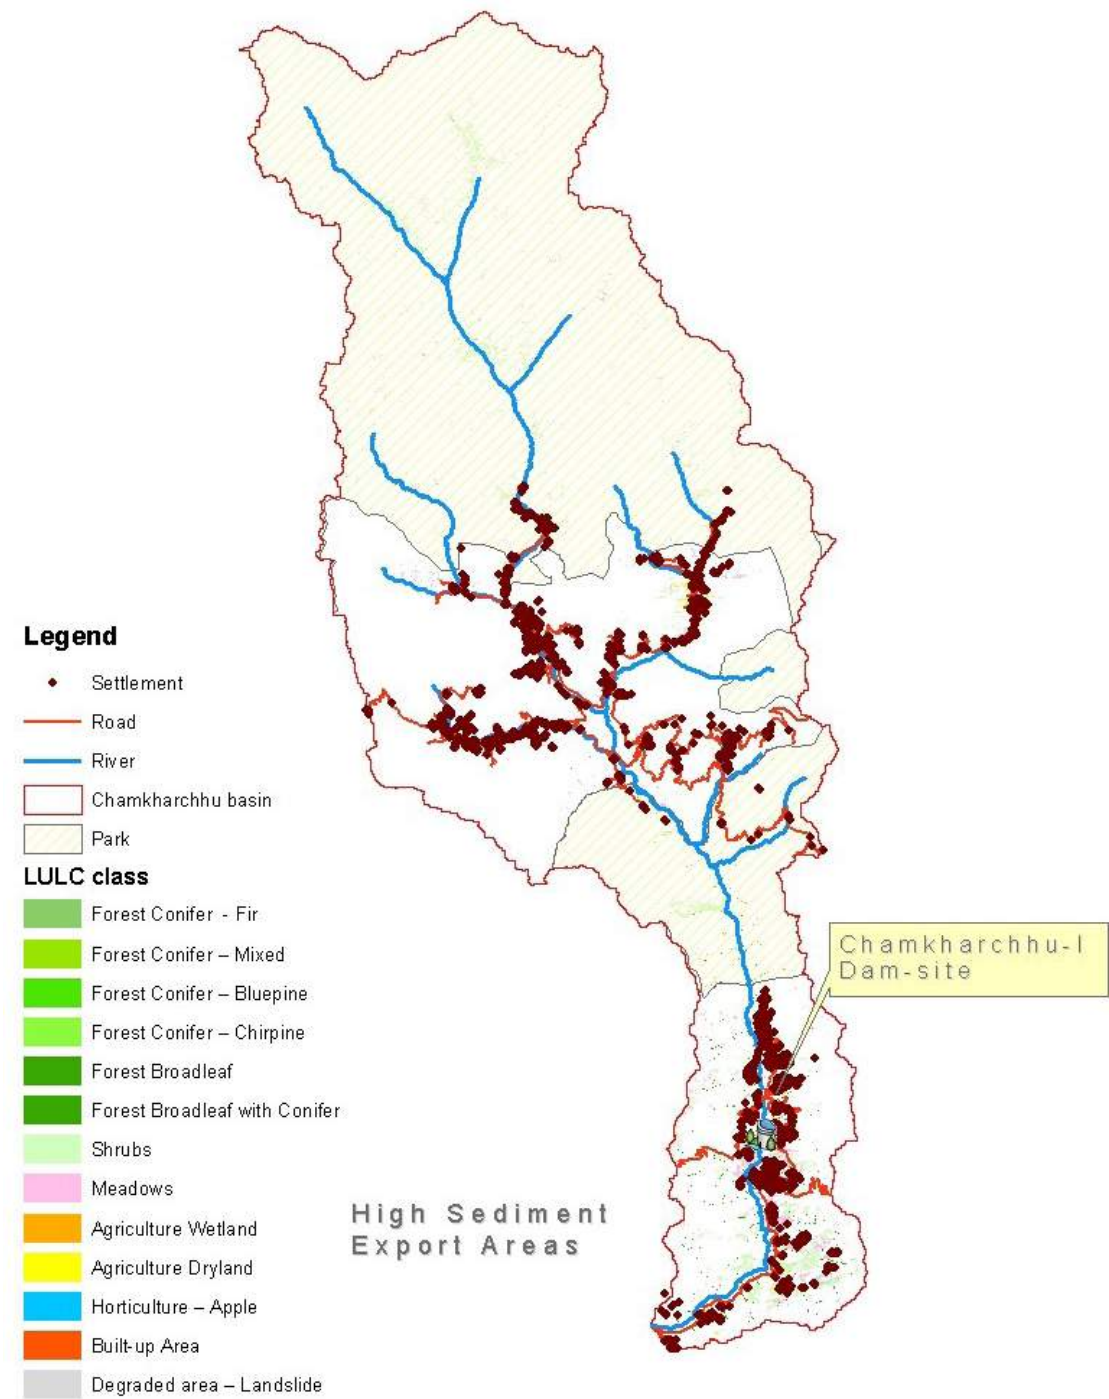 Legend
Settlement
Road
River
Chamkharchhu basin
Park
LULC class
Forest Conifer - Fir
Forest Conifer – Mixed
Forest Conifer – Bluepine
Forest Conifer – Chirpine
Forest Broadleaf
Forest Broadleaf with Conifer
Shrubs
Meadows
Agriculture Wetland
Agriculture Dryland
Horticulture – Apple
Built-up Area
Degraded area – Landslide
Chamkharchhu-I
Dam-site
High Sediment
Export Areas